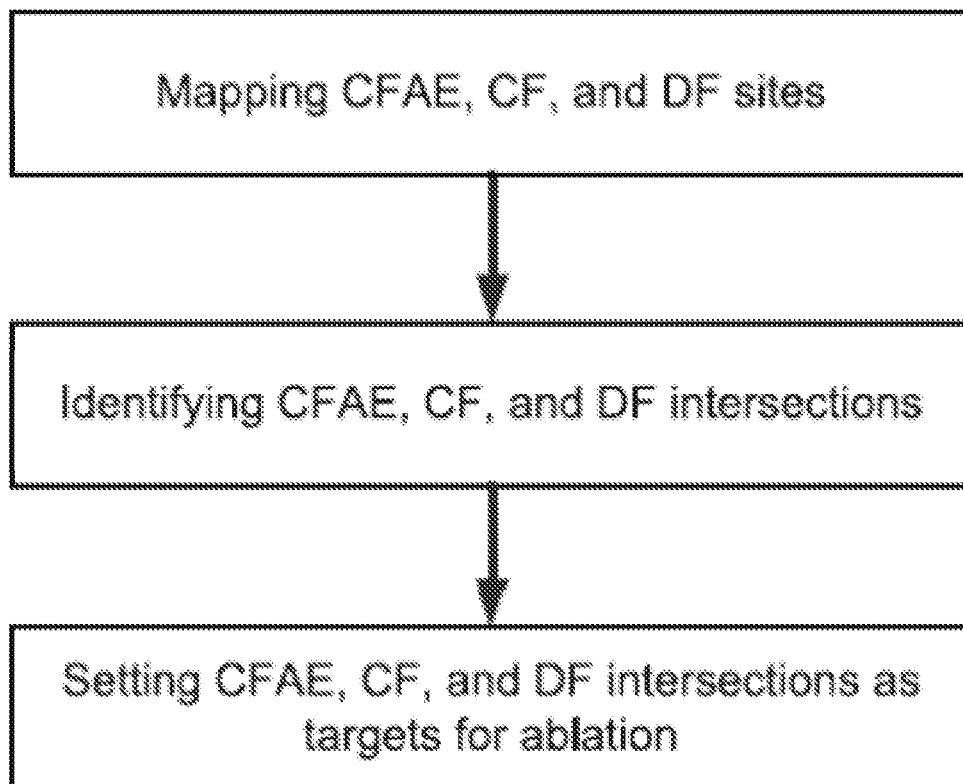 Mapping CFAE, CF, and DF sites
Identifying CFAE, CF, and DF intersections
Setting CFAE, CF, and DF intersections as
targets for ablation